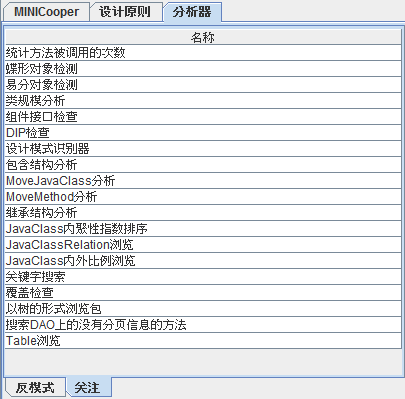 MINICooper 设计原则 分析器
名称
统计方法被调用的次数
蝶形对象检测
易分对象检测
类规模分析
组件接口检查
DIP检查
设计模式识别器
包含结构分析
MoveJavaClass分析
MoveMethod分析
继承结构分析
JavaClass内聚性指数排序
JavaClassRelation浏览
JavaClass内外比例浏览
关键字搜索
覆盖检查
以树的形式浏览包
搜索DAO上的没有分页信息的方法
Table浏览
反模式 关注